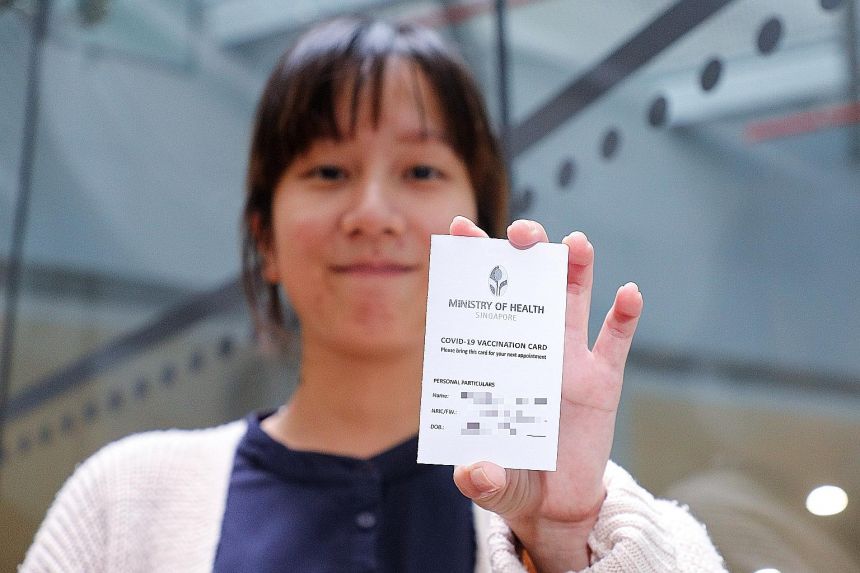 MINISTRY OF HEALTH
SINGAPORE
COVID-19 VACCINATION CARD
Please bring this card for your next appointment
PERSONAL PARTICULARS
Name:
NRIC/FIN.:
DOB.: